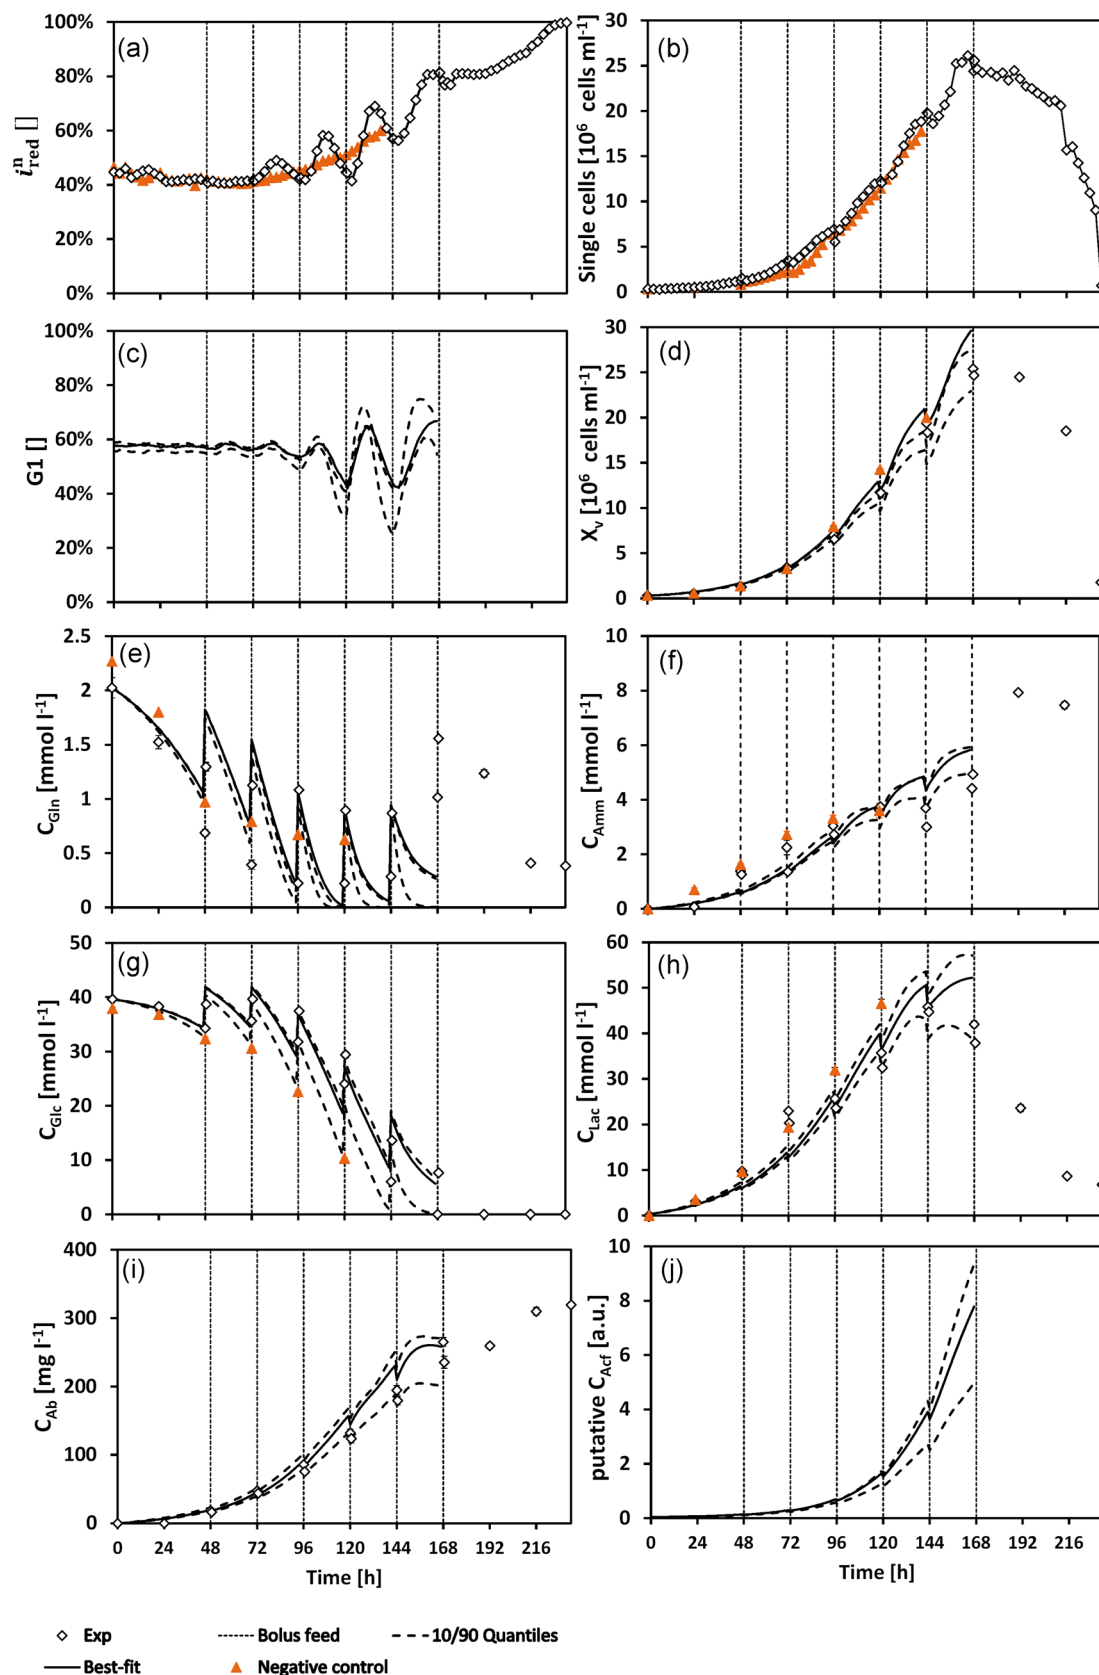 (a)
i^n_red []
100%
80%
60%
40%
20%
0%
(b)
Single cells [10^6 cells ml^-1]
30
25
20
15
10
5
0
(c)
G1 []
100%
80%
60%
40%
20%
0%
(d)
X_v [10^6 cells ml^-1]
30
25
20
15
10
5
0
(e)
C_Gln [mmol l^-1]
2.5
2
1.5
1
0.5
0
(f)
C_Amm [mmol l^-1]
10
8
6
4
2
0
(g)
C_Glc [mmol l^-1]
50
40
30
20
10
0
(h)
C_Lac [mmol l^-1]
60
50
40
30
20
10
0
(i)
C_Ab [mg l^-1]
400
300
200
100
0
0 24 48 72 96 120 144 168 192 216
Time [h]
(j)
putative C_Acf [a.u.]
10
8
6
4
2
0
0 24 48 72 96 120 144 168 192 216
Time [h]
Exp
Bolus feed
10/90 Quantiles
Best-fit
Negative control